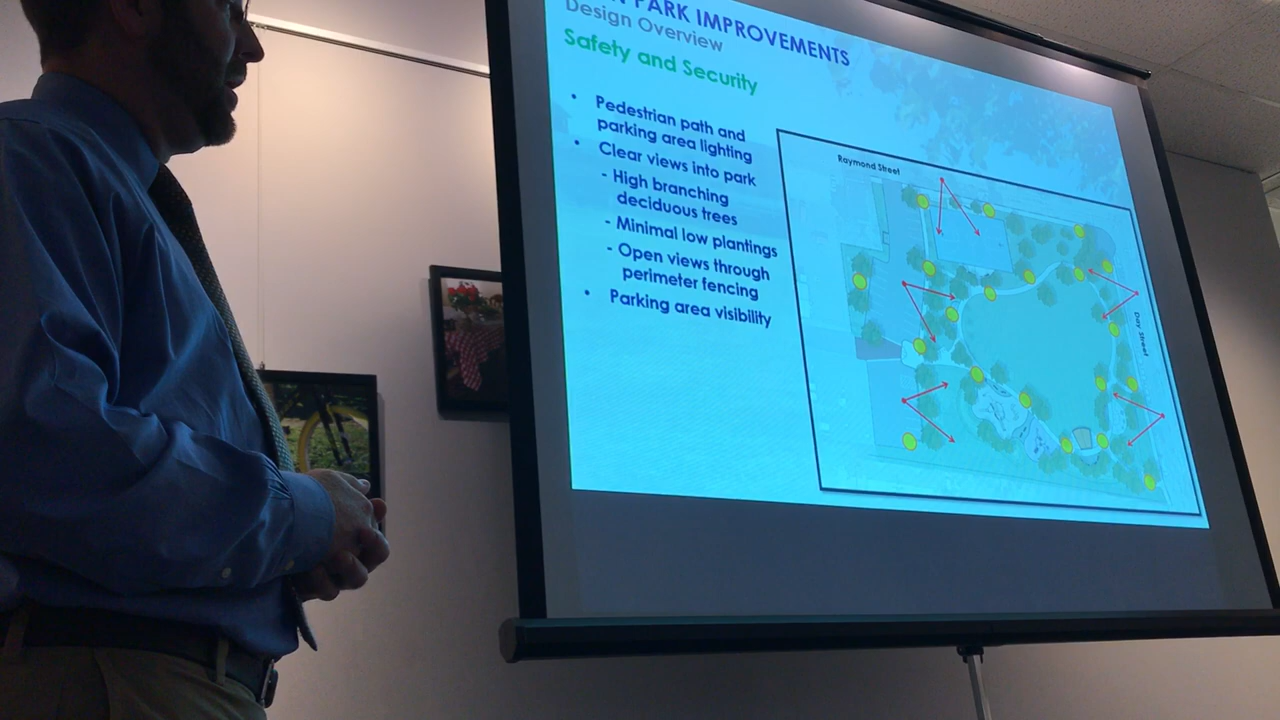 PARK IMPROVEMENTS
Design Overview
Safety and Security
• Pedestrian path and
parking area lighting
• Clear views into park
- High branching
deciduous trees
- Minimal low plantings
- Open views through
perimeter fencing
• Parking area visibility
Raymond Street
Day Street